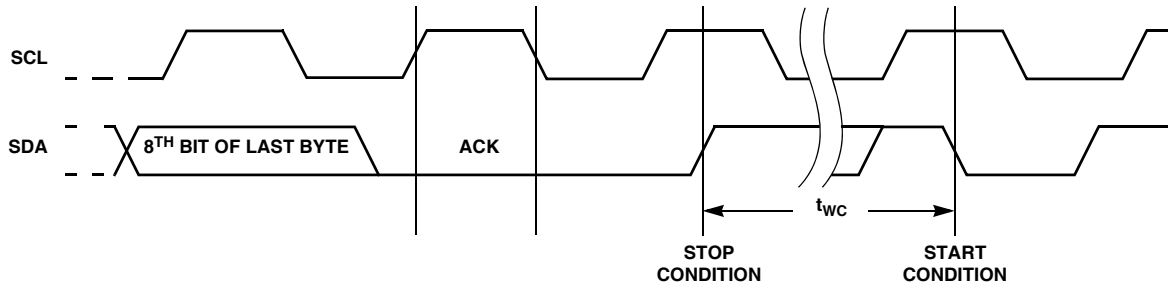 SCL
SDA
8TH BIT OF LAST BYTE
ACK
tWC
STOP
CONDITION
START
CONDITION